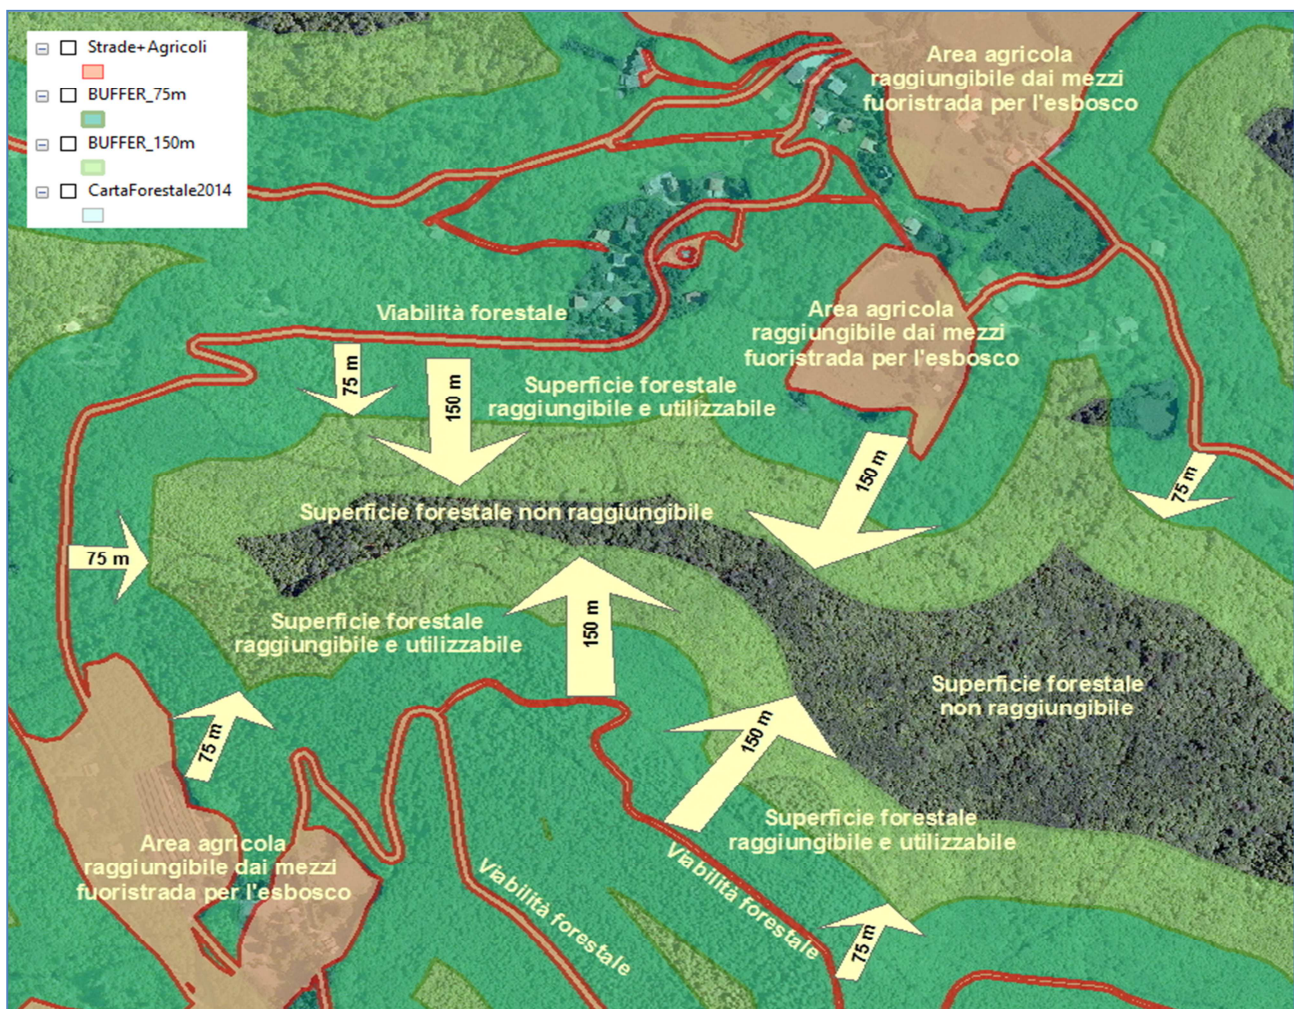 Strade+Agricoli
BUFFER_75m
BUFFER_150m
CartaForestale2014
Area agricola
raggiungibile dai mezzi
fuoristrada per l'esbosco
Viabilità forestale
Area agricola
raggiungibile dai mezzi
fuoristrada per l'esbosco
75 m
150 m
Superficie forestale
raggiungibile e utilizzabile
150 m
75 m
Superficie forestale non raggiungibile
75 m
Superficie forestale
raggiungibile e utilizzabile
150 m
Superficie forestale
non raggiungibile
75 m
150 m
Superficie forestale
raggiungibile e utilizzabile
Area agricola
raggiungibile dai mezzi
fuoristrada per l'esbosco
Viabilità forestale
Viabilità forestale
75 m